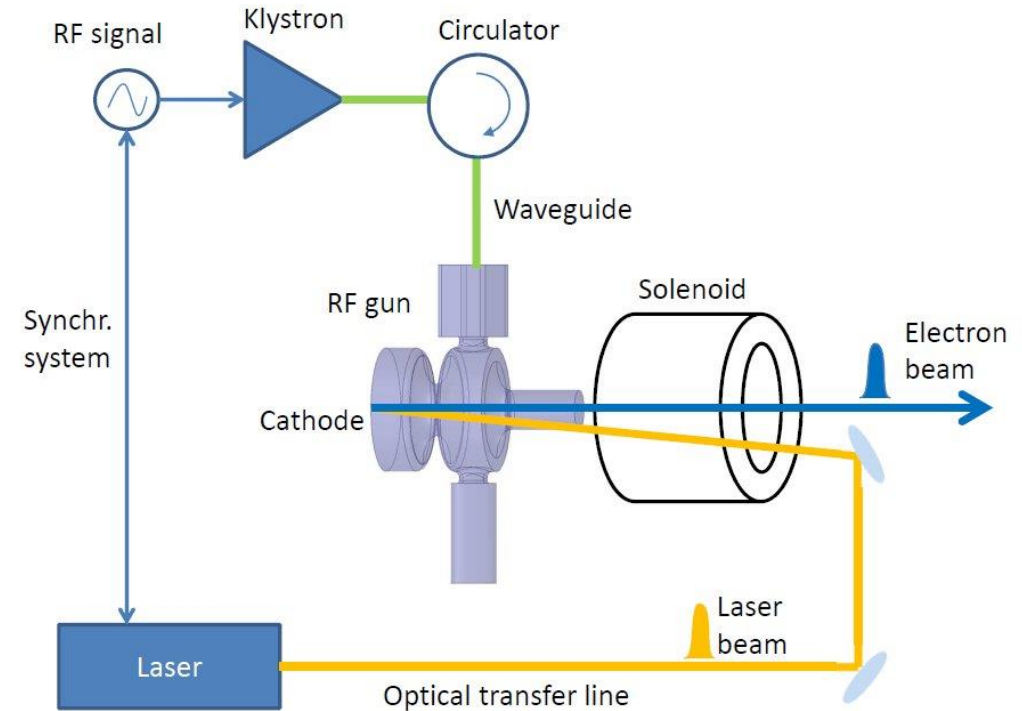 Klystron
RF signal
Circulator
Waveguide
RF gun
Solenoid
Synchr.
system
Electron
beam
Cathode
Laser
beam
Laser
Optical transfer line